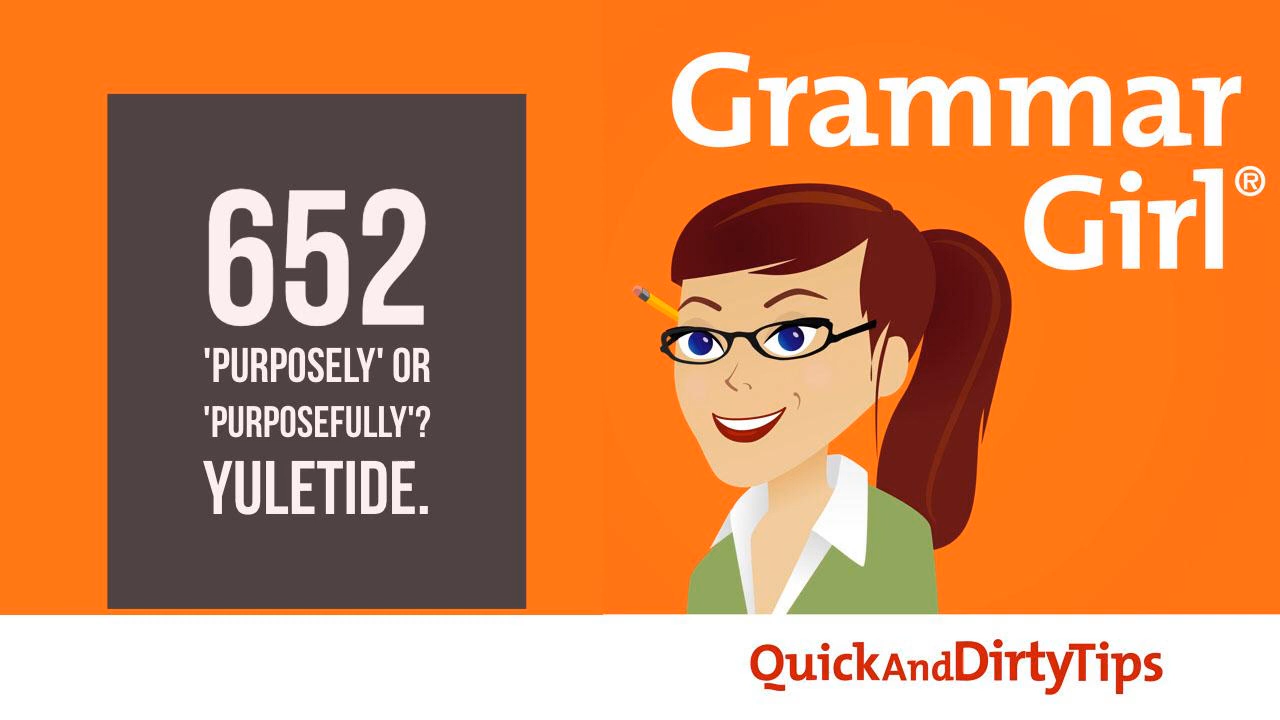 652
'PURPOSELY' OR
'PURPOSEFULLY'?
YULETIDE.
Grammar
Girl®
QuickAndDirtyTips